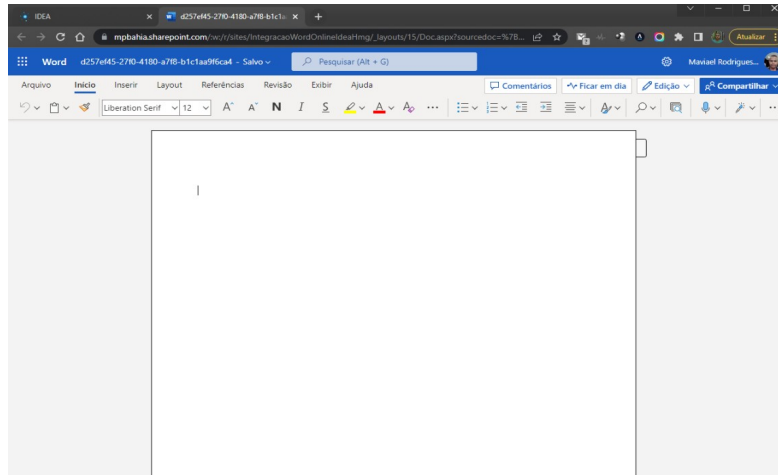 IDEA
d257ef45-27f0-4180-a7f8-b1c1a
mpbahia.sharepoint.com/:w:/r/sites/IntegracaoWordOnlineIdeaHmg/_layouts/15/Doc.aspx?sourcedoc=%7B...
Atualizar
Word d257ef45-27f0-4180-a7f8-b1c1aa9f6ca4 - Salvo
Pesquisar (Alt + G)
Maviael Rodrigues...
Arquivo Início Inserir Layout Referências Revisão Exibir Ajuda
Comentários Ficar em dia Edição Compartilhar
Liberation Serif 12 A A N I S A A ...